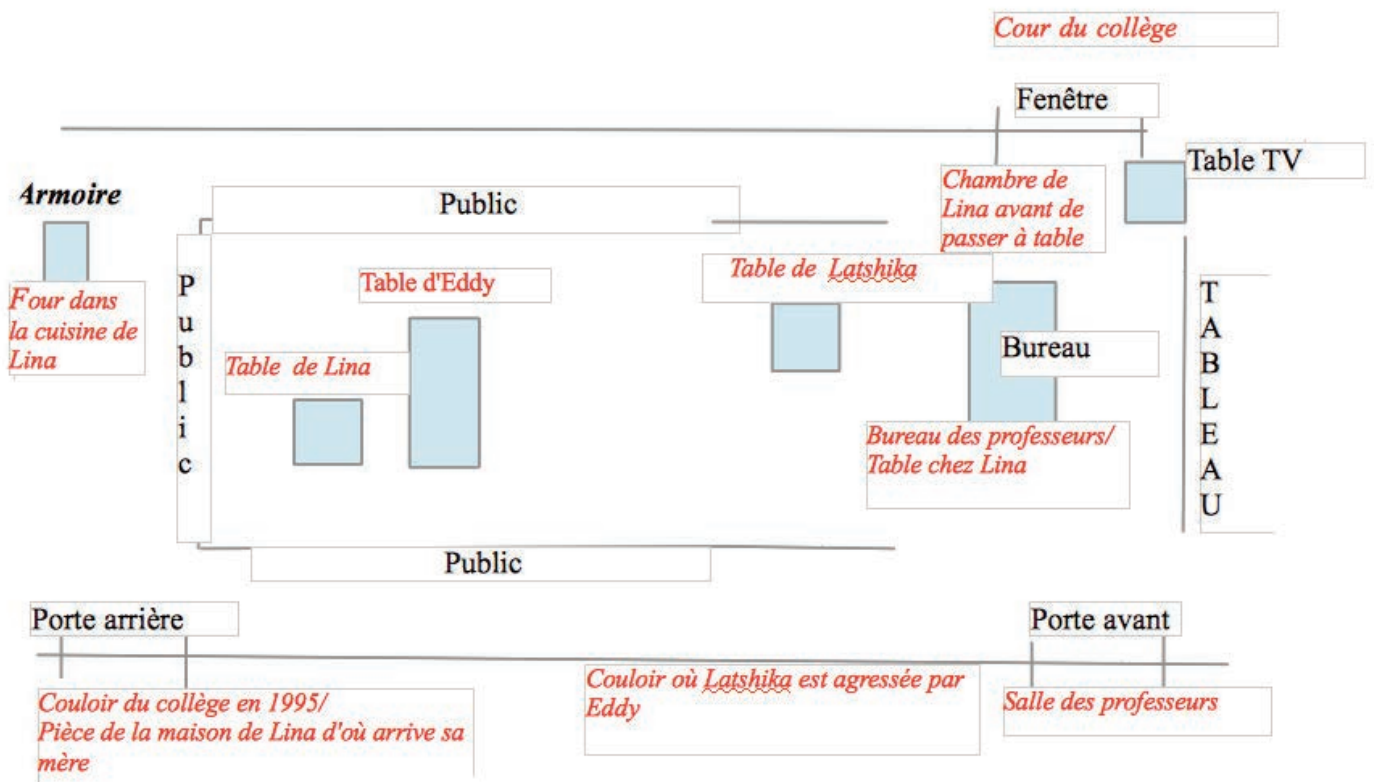 Cour du collège
Fenêtre
Table TV
Armoire
Public
Chambre de
Lina avant de
passer à table
Four dans
la cuisine de
Lina
Public
Table d'Eddy
Table de Latshika
Table de Lina
Bureau
TABLEAU
Bureau des professeurs/
Table chez Lina
Public
Porte arrière
Porte avant
Couloir du collège en 1995/
Pièce de la maison de Lina d'où arrive sa
mère
Couloir où Latshika est agressée par
Eddy
Salle des professeurs